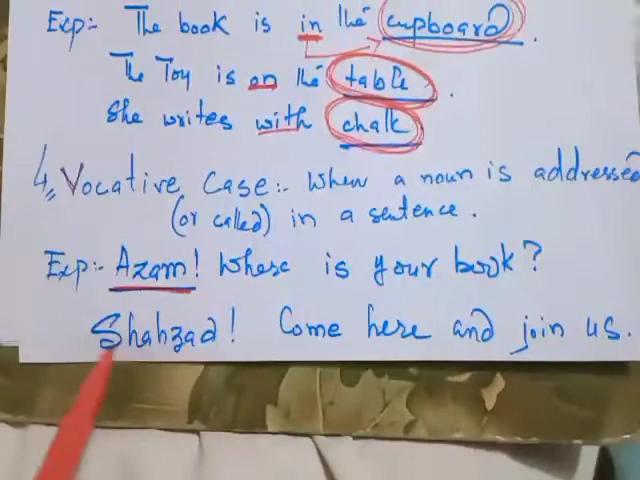 Exp:- The book is in the cupboard.
The Toy is on the table.
She writes with chalk
4, Vocative Case:- When a noun is addressed
(or called) in a sentence.
Exp:- Azam! Where is your book?
Shahzad! Come here and join us.